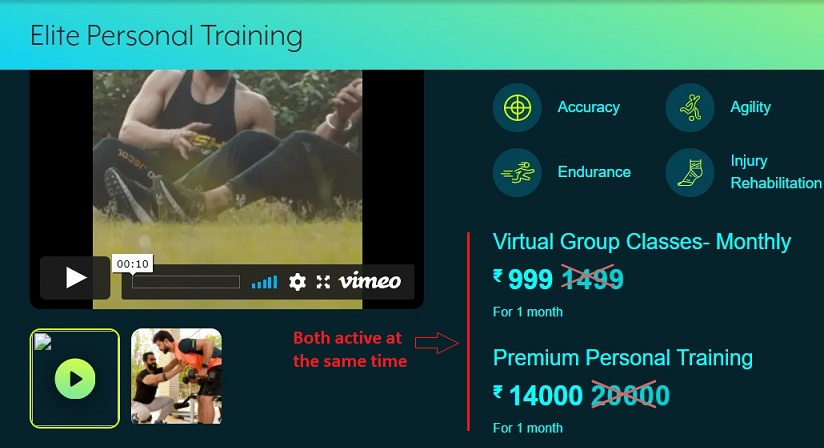 Elite Personal Training
Accuracy
Agility
Endurance
Injury
Rehabilitation
00:10
vimeo
Virtual Group Classes- Monthly
₹ 999 1499
For 1 month
Both active at
the same time
Premium Personal Training
₹ 14000 20000
For 1 month